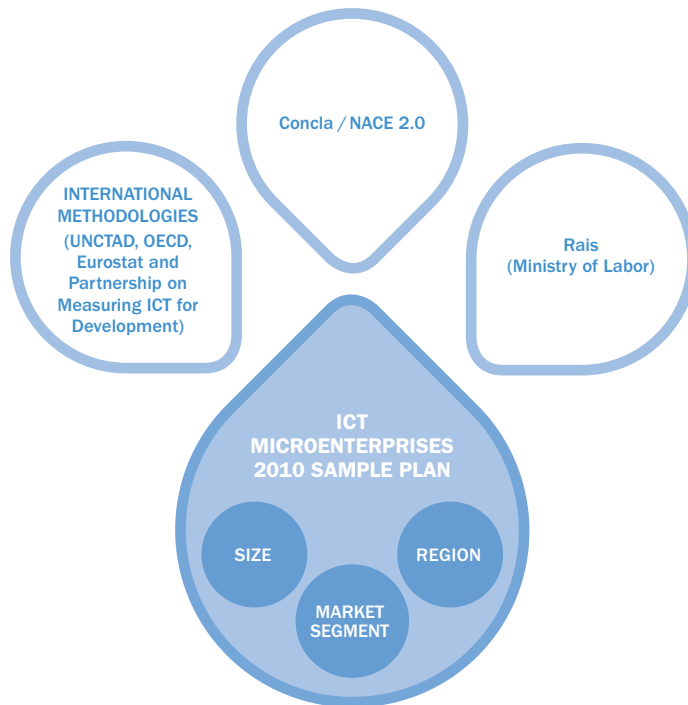 Concla / NACE 2.0
INTERNATIONAL
METHODOLOGIES
(UNCTAD, OECD,
Eurostat and
Partnership on
Measuring ICT for
Development)
Rais
(Ministry of Labor)
ICT
MICROENTERPRISES
2010 SAMPLE PLAN
SIZE
REGION
MARKET
SEGMENT